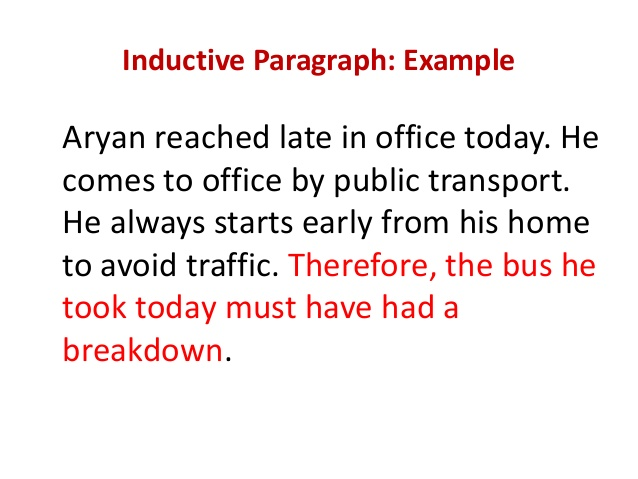 Inductive Paragraph: Example
Aryan reached late in office today. He
comes to office by public transport.
He always starts early from his home
to avoid traffic. Therefore, the bus he
took today must have had a
breakdown.